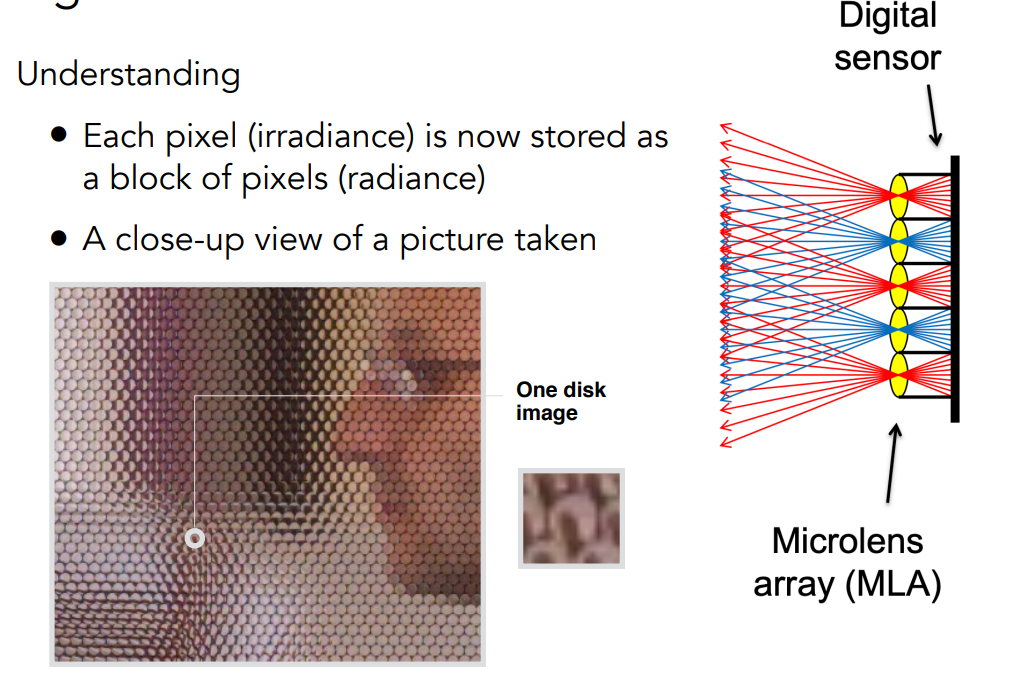 Understanding
• Each pixel (irradiance) is now stored as
a block of pixels (radiance)
• A close-up view of a picture taken
One disk
image
Digital
sensor
Microlens
array (MLA)